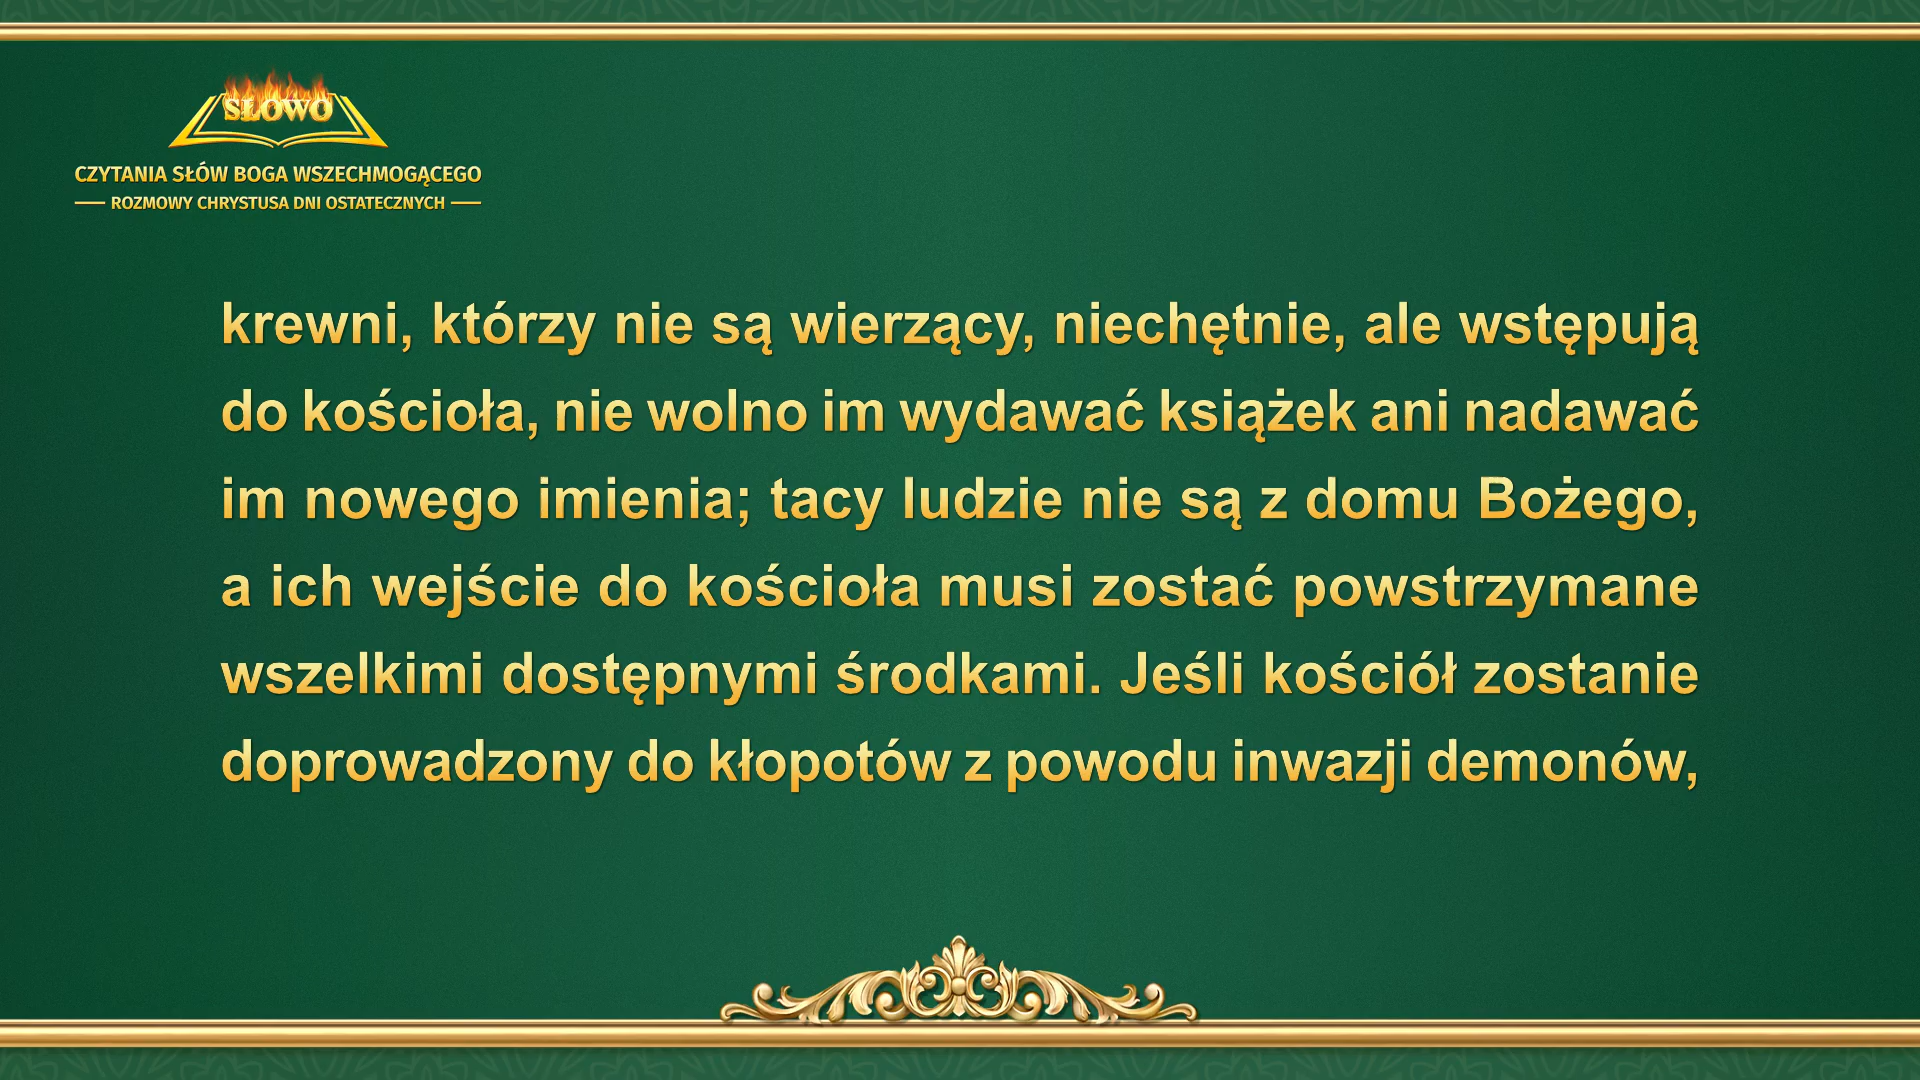 SŁOWO
CZYTANIA SŁÓW BOGA WSZECHMOGĄCEGO
ROZMOWY CHRYSTUSA DNI OSTATECZNYCH
krewni, którzy nie są wierzący, niechętnie, ale wstępują
do kościoła, nie wolno im wydawać książek ani nadawać
im nowego imienia; tacy ludzie nie są z domu Bożego,
a ich wejście do kościoła musi zostać powstrzymane
wszelkimi dostępnymi środkami. Jeśli kościół zostanie
doprowadzony do kłopotów z powodu inwazji demonów,